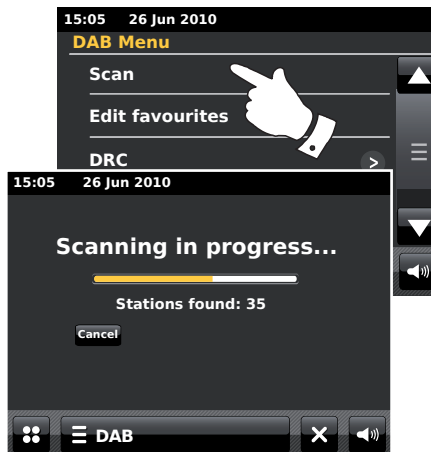 15:05 26 Jun 2010
DAB Menu
Scan
Edit favourites
DRC
15:05 26 Jun 2010
Scanning in progress...
Stations found: 35
Cancel
DAB